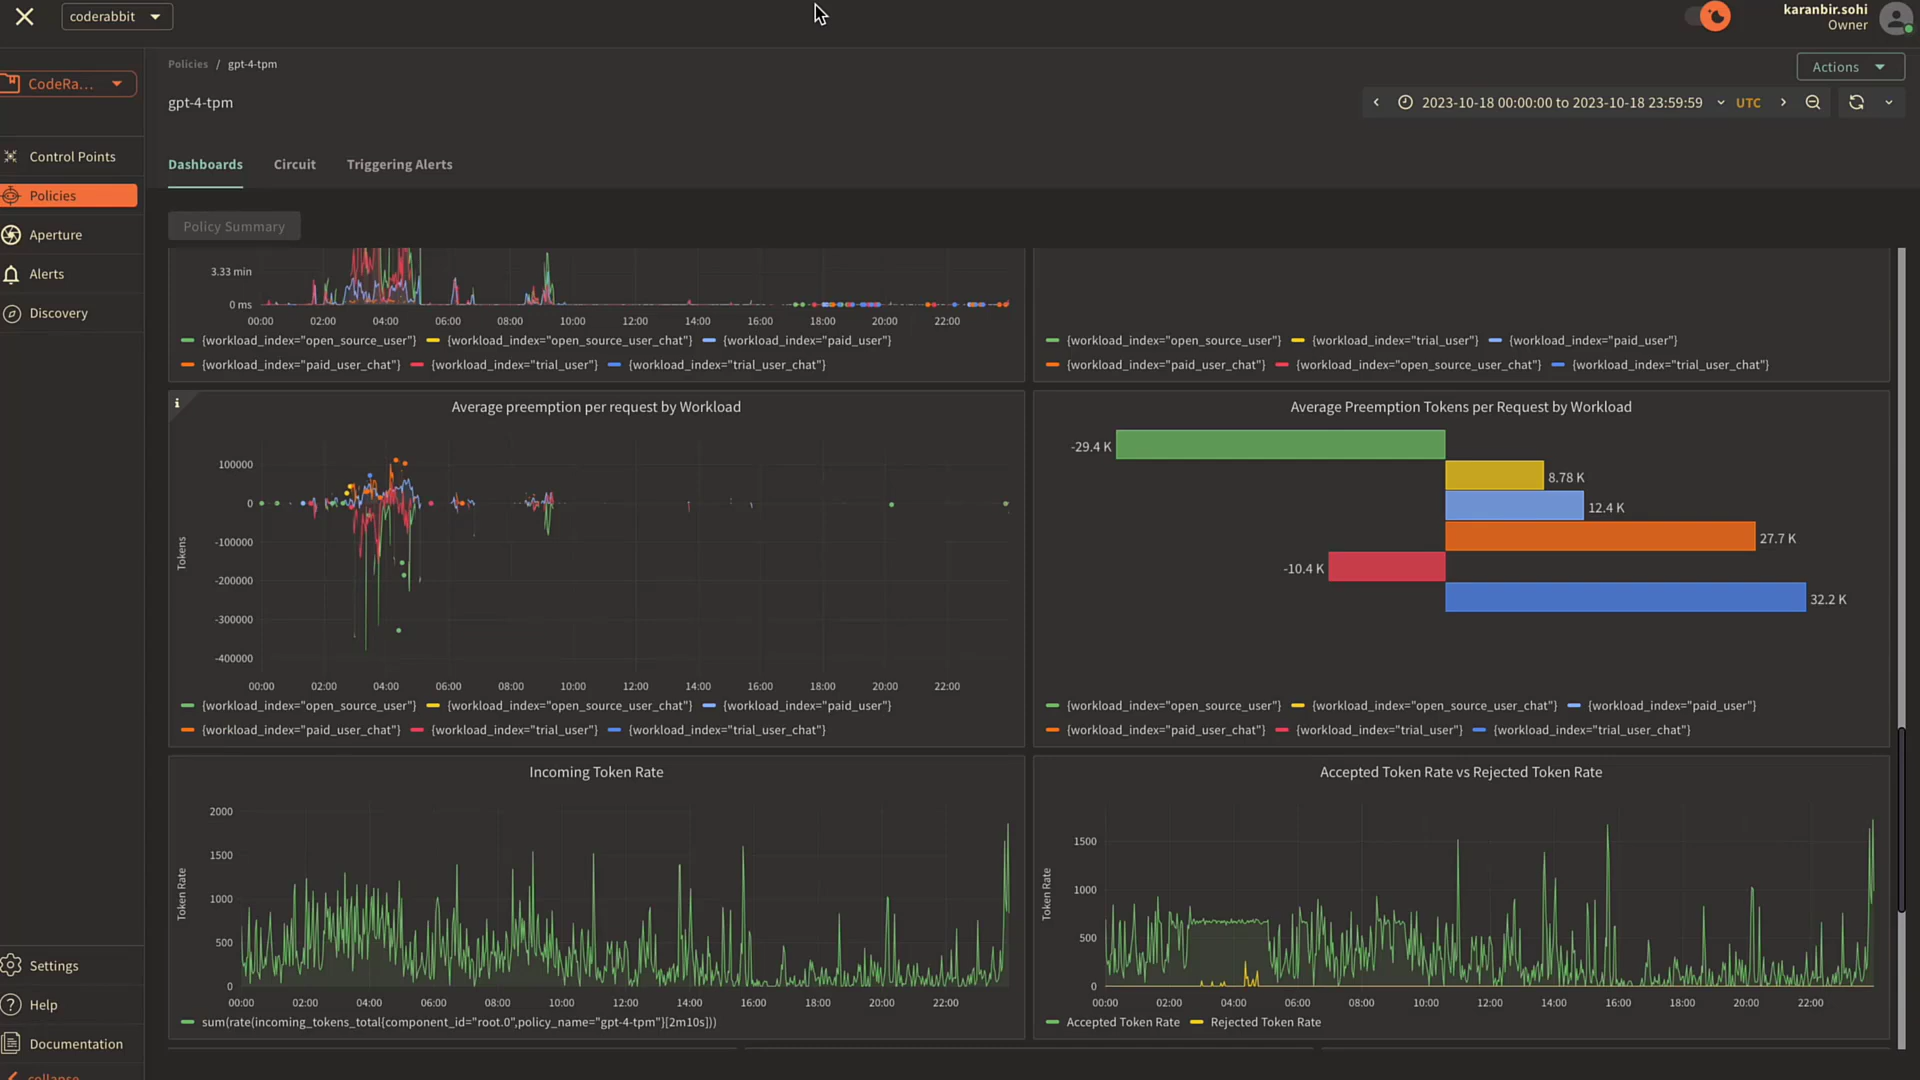 coderabbit
karanbir.sohi
Owner
CodeRa...
Policies / gpt-4-tpm
Actions
gpt-4-tpm
2023-10-18 00:00:00 to 2023-10-18 23:59:59 UTC
Control Points
Policies
Aperture
Alerts
Discovery
Settings
Help
Documentation
collapse
Dashboards Circuit Triggering Alerts
Policy Summary
3.33 min
0 ms
00:00 02:00 04:00 06:00 08:00 10:00 12:00 14:00 16:00 18:00 20:00 22:00
{workload_index="open_source_user"} {workload_index="open_source_user_chat"} {workload_index="paid_user"}
{workload_index="paid_user_chat"} {workload_index="trial_user"} {workload_index="trial_user_chat"}
{workload_index="open_source_user"} {workload_index="trial_user"} {workload_index="paid_user"}
{workload_index="paid_user_chat"} {workload_index="open_source_user_chat"} {workload_index="trial_user_chat"}
i
Average preemption per request by Workload
Tokens
100000
0
-100000
-200000
-300000
-400000
00:00 02:00 04:00 06:00 08:00 10:00 12:00 14:00 16:00 18:00 20:00 22:00
{workload_index="open_source_user"} {workload_index="open_source_user_chat"} {workload_index="paid_user"}
{workload_index="paid_user_chat"} {workload_index="trial_user"} {workload_index="trial_user_chat"}
Average Preemption Tokens per Request by Workload
-29.4 K
8.78 K
12.4 K
27.7 K
-10.4 K
32.2 K
{workload_index="open_source_user"} {workload_index="open_source_user_chat"} {workload_index="paid_user"}
{workload_index="paid_user_chat"} {workload_index="trial_user"} {workload_index="trial_user_chat"}
Incoming Token Rate
Token Rate
2000
1500
1000
500
0
00:00 02:00 04:00 06:00 08:00 10:00 12:00 14:00 16:00 18:00 20:00 22:00
sum(rate(incoming_tokens_total{component_id="root.0",policy_name="gpt-4-tpm"}[2m10s]))
Accepted Token Rate vs Rejected Token Rate
Token Rate
1500
1000
500
0
00:00 02:00 04:00 06:00 08:00 10:00 12:00 14:00 16:00 18:00 20:00 22:00
Accepted Token Rate Rejected Token Rate